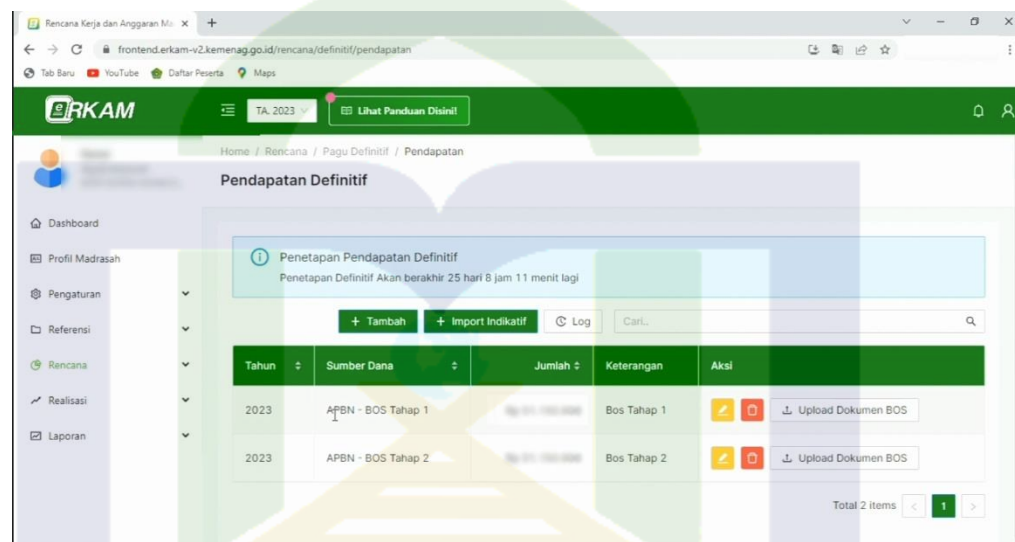 Rencana Kerja dan Anggaran Ma
frontend.erkam-v2.kemenag.go.id/rencana/definitif/pendapatan
Tab Baru YouTube Daftar Peserta Maps
eRKAM TA. 2023 Lihat Panduan Disini!
Home / Rencana / Pagu Definitif / Pendapatan
Pendapatan Definitif
Dashboard
Profil Madrasah
Pengaturan
Referensi
Rencana
Realisasi
Laporan
Penetapan Pendapatan Definitif
Penetapan Definitif Akan berakhir 25 hari 8 jam 11 menit lagi
+ Tambah + Import Indikatif Log Cari..
Tahun Sumber Dana Jumlah Keterangan Aksi
2023 APBN - BOS Tahap 1 Bos Tahap 1 Upload Dokumen BOS
2023 APBN - BOS Tahap 2 Bos Tahap 2 Upload Dokumen BOS
Total 2 items < 1 >